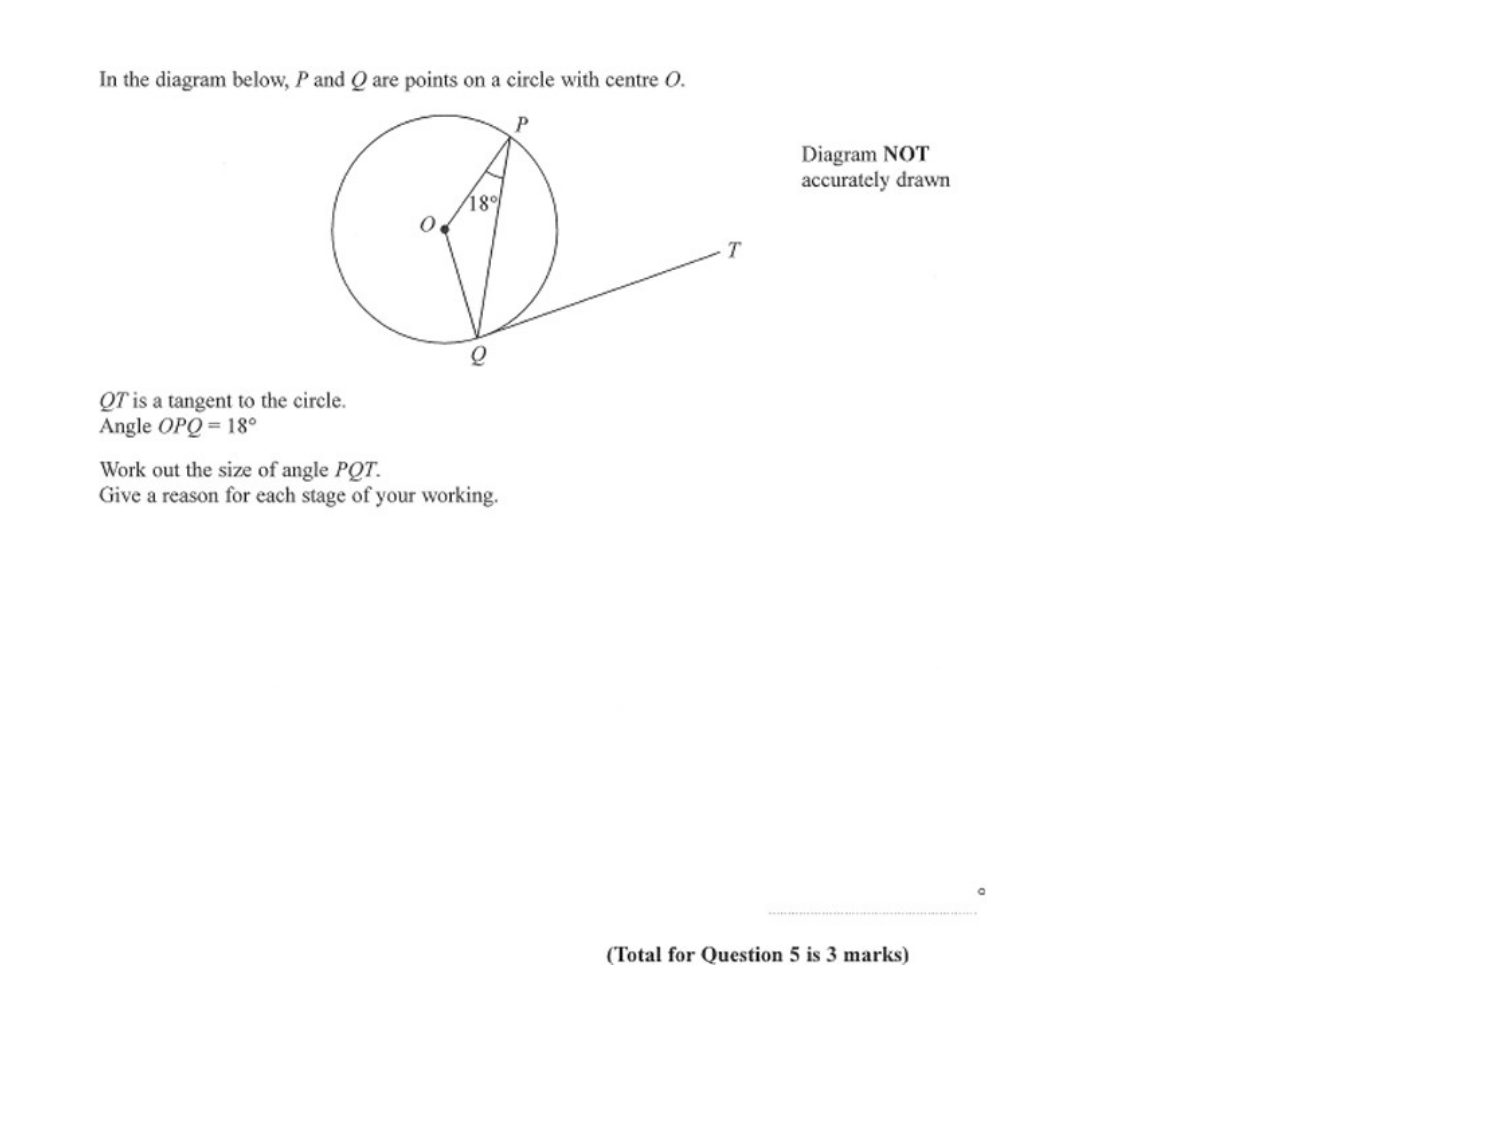 In the diagram below, P and Q are points on a circle with centre O.
P
Diagram NOT
accurately drawn
18°
O
T
Q
QT is a tangent to the circle.
Angle OPQ = 18°
Work out the size of angle PQT.
Give a reason for each stage of your working.
°
(Total for Question 5 is 3 marks)